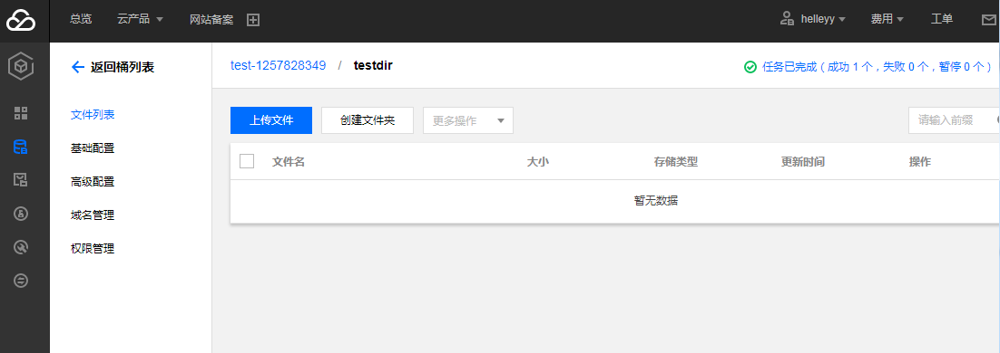 总览 云产品 网站备案 helleyy 费用 工单
返回桶列表 test-1257828349 / testdir 任务已完成（成功 1 个，失败 0 个，暂停 0 个）
文件列表 上传文件 创建文件夹 更多操作 请输入前缀
基础配置 文件名 大小 存储类型 更新时间 操作
高级配置 暂无数据
域名管理
权限管理